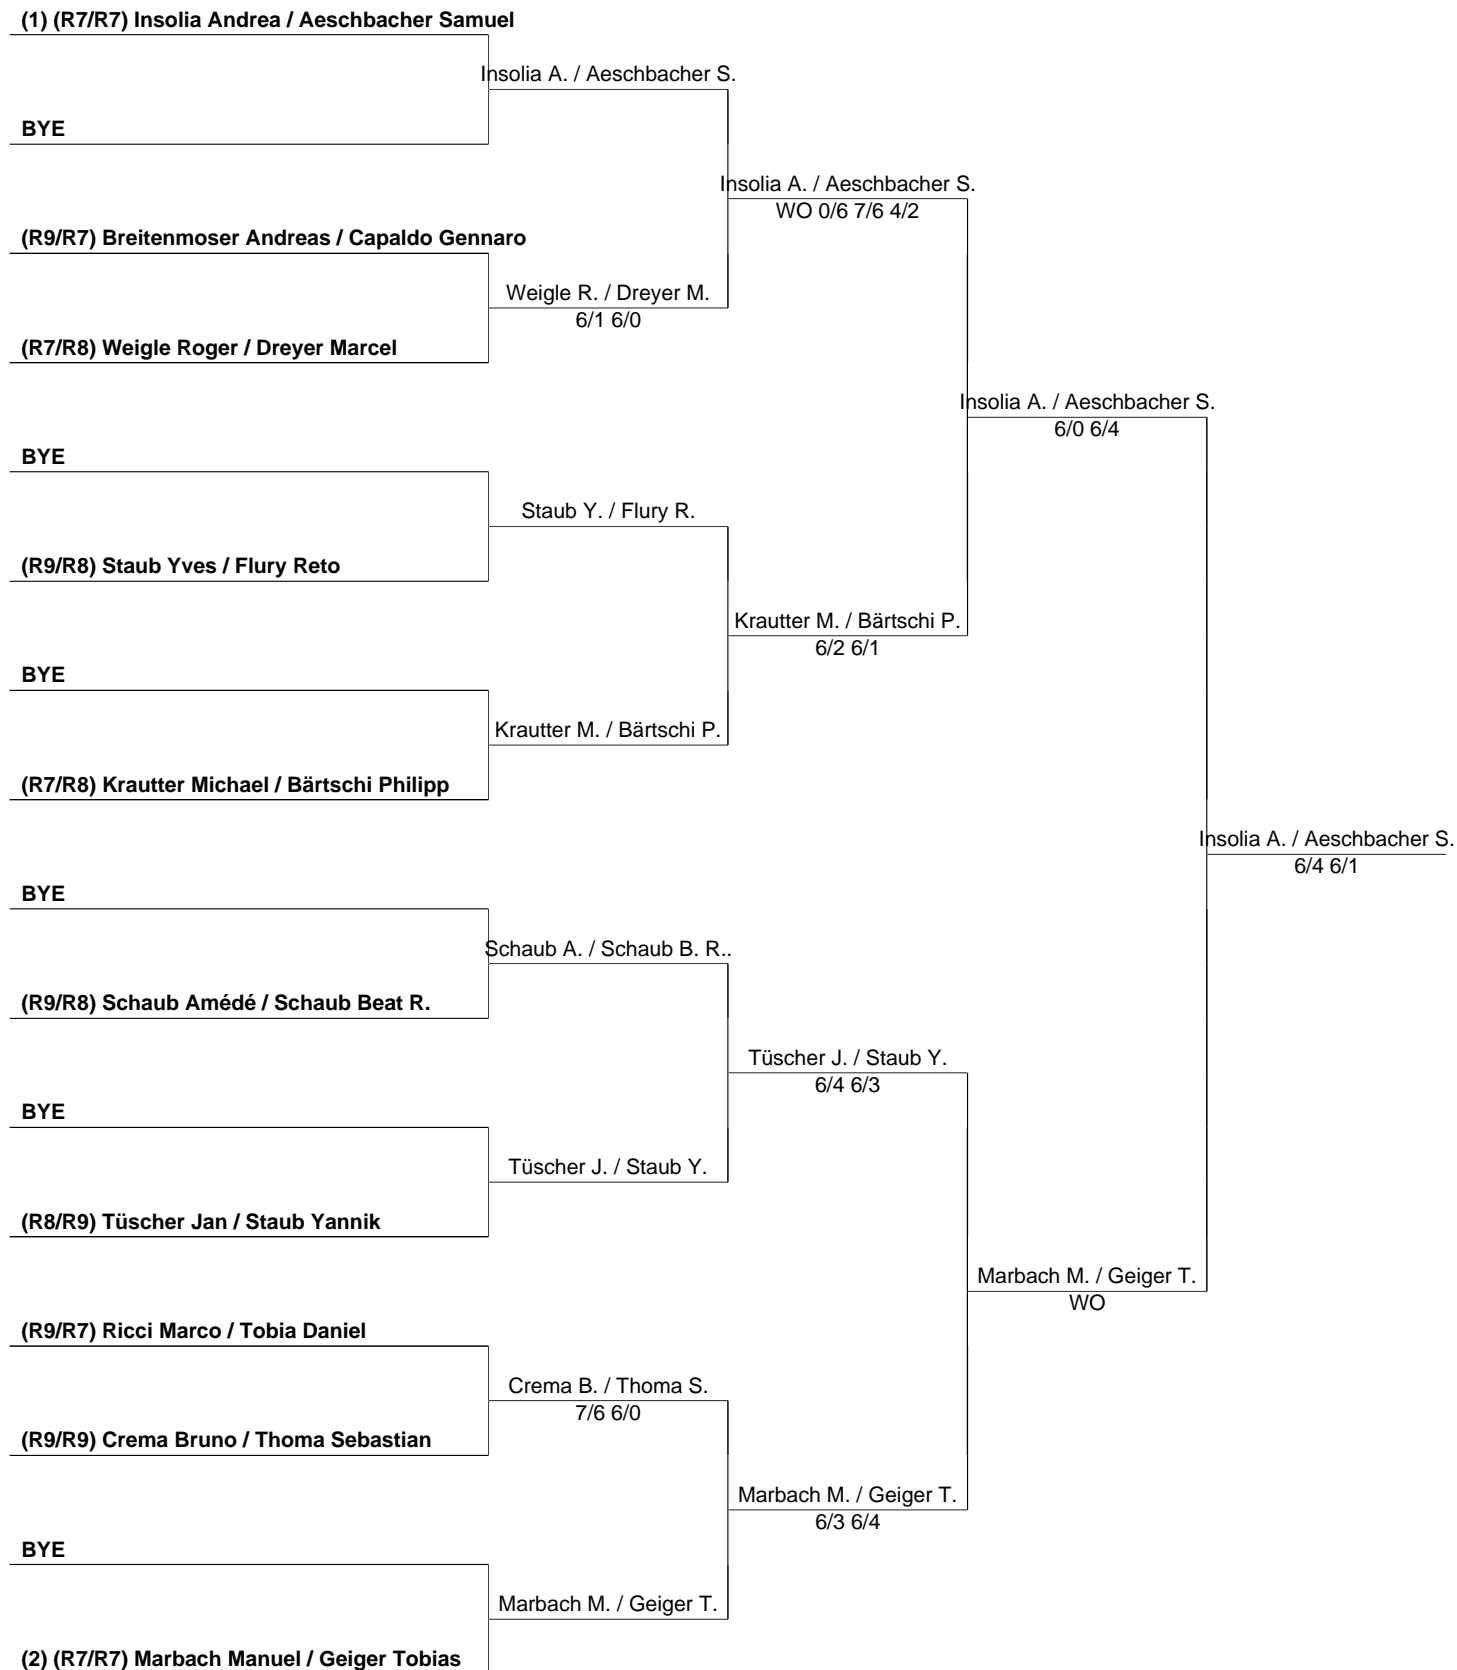 (1) (R7/R7) Insolia Andrea / Aeschbacher Samuel
Insolia A. / Aeschbacher S.
BYE
Insolia A. / Aeschbacher S.
WO 0/6 7/6 4/2
(R9/R7) Breitenmoser Andreas / Capaldo Gennaro
Weigle R. / Dreyer M.
6/1 6/0
(R7/R8) Weigle Roger / Dreyer Marcel
Insolia A. / Aeschbacher S.
6/0 6/4
BYE
Staub Y. / Flury R.
(R9/R8) Staub Yves / Flury Reto
Krautter M. / Bärtschi P.
6/2 6/1
BYE
Krautter M. / Bärtschi P.
(R7/R8) Krautter Michael / Bärtschi Philipp
Insolia A. / Aeschbacher S.
6/4 6/1
BYE
Schaub A. / Schaub B. R..
(R9/R8) Schaub Amédé / Schaub Beat R.
Tüscher J. / Staub Y.
6/4 6/3
BYE
Tüscher J. / Staub Y.
(R8/R9) Tüscher Jan / Staub Yannik
Marbach M. / Geiger T.
WO
(R9/R7) Ricci Marco / Tobia Daniel
Crema B. / Thoma S.
7/6 6/0
(R9/R9) Crema Bruno / Thoma Sebastian
Marbach M. / Geiger T.
6/3 6/4
BYE
Marbach M. / Geiger T.
(2) (R7/R7) Marbach Manuel / Geiger Tobias